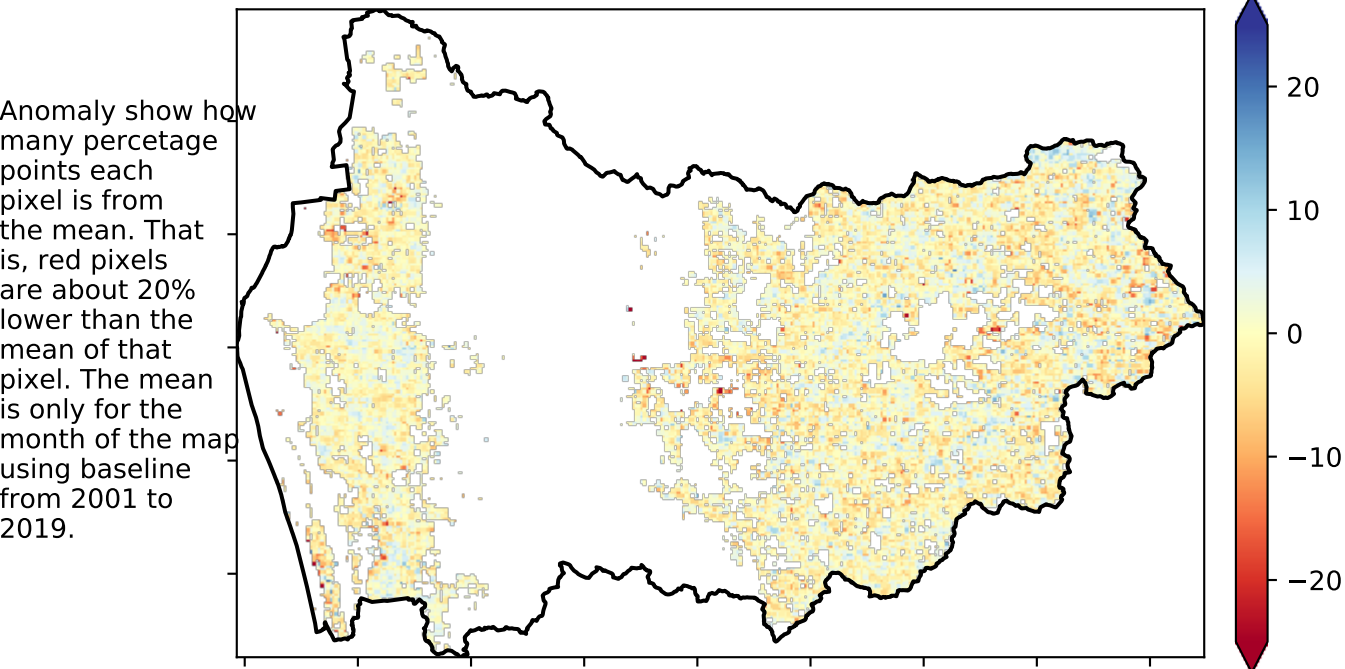 Anomaly show how
many percetage
points each
pixel is from
the mean. That
is, red pixels
are about 20%
lower than the
mean of that
pixel. The mean
is only for the
month of the map
using baseline
from 2001 to
2019.
20
10
0
−10
−20